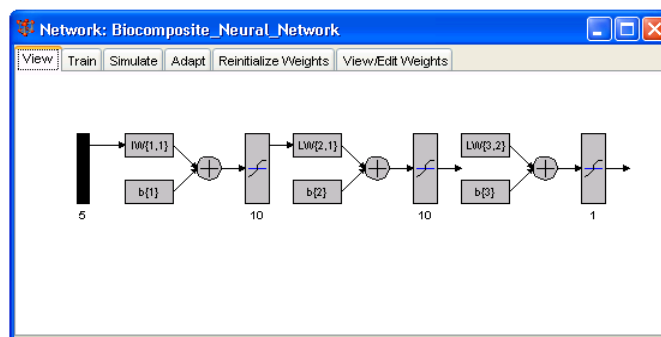 Network: Biocomposite_Neural_Network
View Train Simulate Adapt Reinitialize Weights View/Edit Weights
IW{1,1} LW{2,1} LW{3,2}
b{1} b{2} b{3}
5 10 10 1